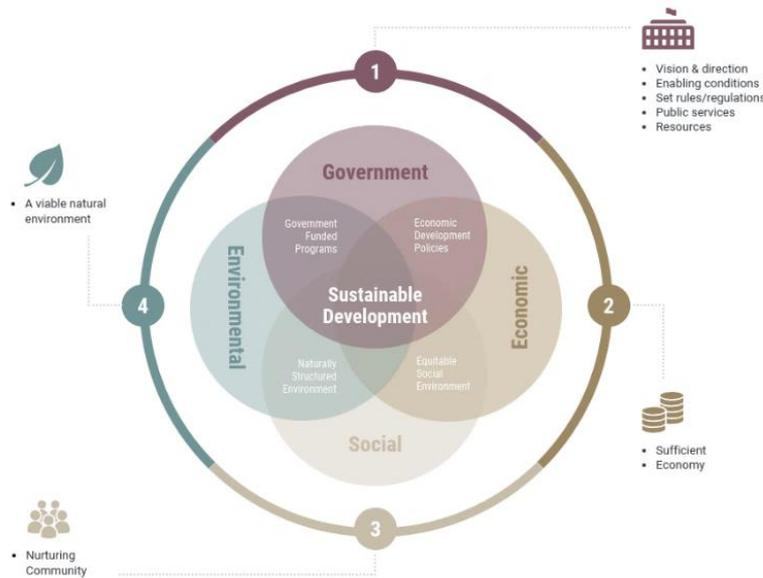 1
• Vision & direction
• Enabling conditions
• Set rules/regulations
• Public services
• Resources
Government
• A viable natural
environment
Government
Funded
Programs
Economic
Development
Policies
Environmental
Economic
4
Sustainable
Development
2
Naturally
Structured
Environment
Equitable
Social
Environment
Social
• Sufficient
• Economy
3
• Nurturing
Community